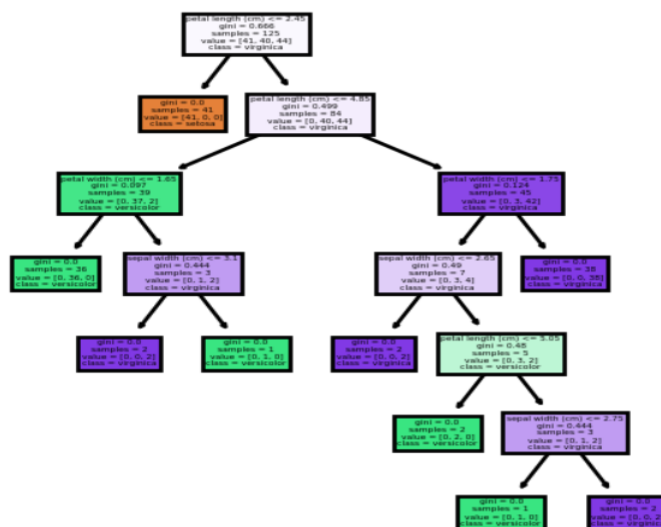 petal length (cm) <= 2.45
gini = 0.666
samples = 125
value = [41, 40, 44]
class = virginica
gini = 0.0
samples = 41
value = [41, 0, 0]
class = setosa
petal length (cm) <= 4.85
gini = 0.499
samples = 84
value = [0, 40, 44]
class = virginica
petal width (cm) <= 1.65
gini = 0.097
samples = 39
value = [0, 37, 2]
class = versicolor
petal width (cm) <= 1.75
gini = 0.124
samples = 45
value = [0, 3, 42]
class = virginica
gini = 0.0
samples = 36
value = [0, 36, 0]
class = versicolor
sepal width (cm) <= 3.1
gini = 0.444
samples = 3
value = [0, 1, 2]
class = virginica
sepal width (cm) <= 2.65
gini = 0.49
samples = 7
value = [0, 3, 4]
class = virginica
gini = 0.0
samples = 38
value = [0, 0, 38]
class = virginica
gini = 0.0
samples = 2
value = [0, 0, 2]
class = virginica
gini = 0.0
samples = 1
value = [0, 1, 0]
class = versicolor
gini = 0.0
samples = 2
value = [0, 0, 2]
class = virginica
petal length (cm) <= 5.05
gini = 0.48
samples = 5
value = [0, 3, 2]
class = versicolor
gini = 0.0
samples = 2
value = [0, 2, 0]
class = versicolor
sepal width (cm) <= 2.75
gini = 0.444
samples = 3
value = [0, 1, 2]
class = virginica
gini = 0.0
samples = 1
value = [0, 1, 0]
class = versicolor
gini = 0.0
samples = 2
value = [0, 0, 2]
class = virginica